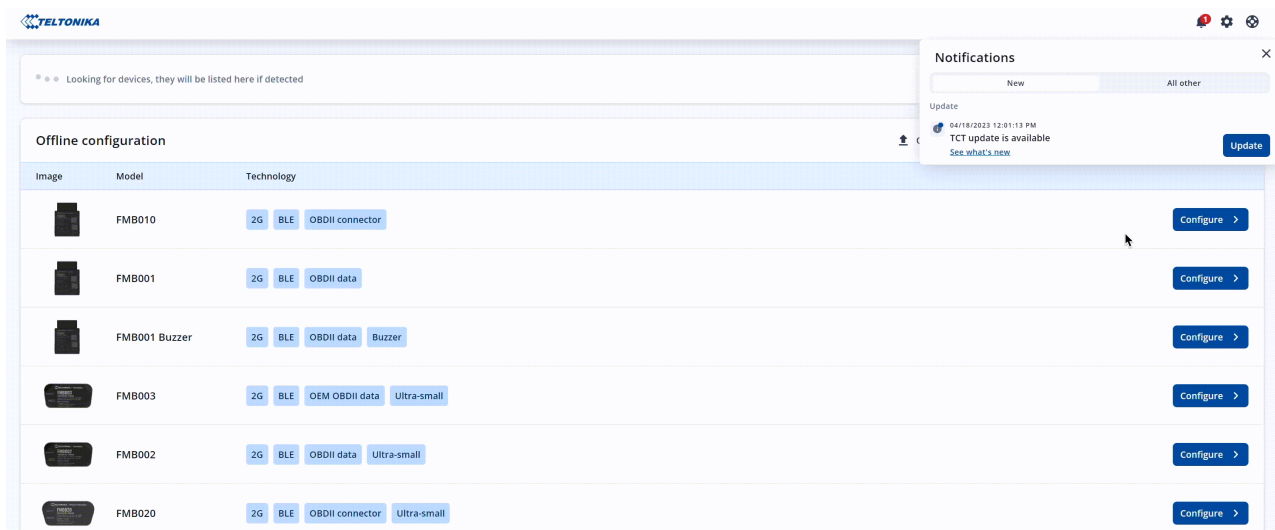 TELTONIKA
1
Looking for devices, they will be listed here if detected
Notifications
New
All other
Update
04/18/2023 12:01:13 PM
TCT update is available
See what's new
Update
Offline configuration
Image
Model
Technology
FMB010
2G
BLE
OBDII connector
Configure
FMB001
2G
BLE
OBDII data
Configure
FMB001 Buzzer
2G
BLE
OBDII data
Buzzer
Configure
FMB003
2G
BLE
OEM OBDII data
Ultra-small
Configure
FMB002
2G
BLE
OBDII data
Ultra-small
Configure
FMB020
2G
BLE
OBDII connector
Ultra-small
Configure